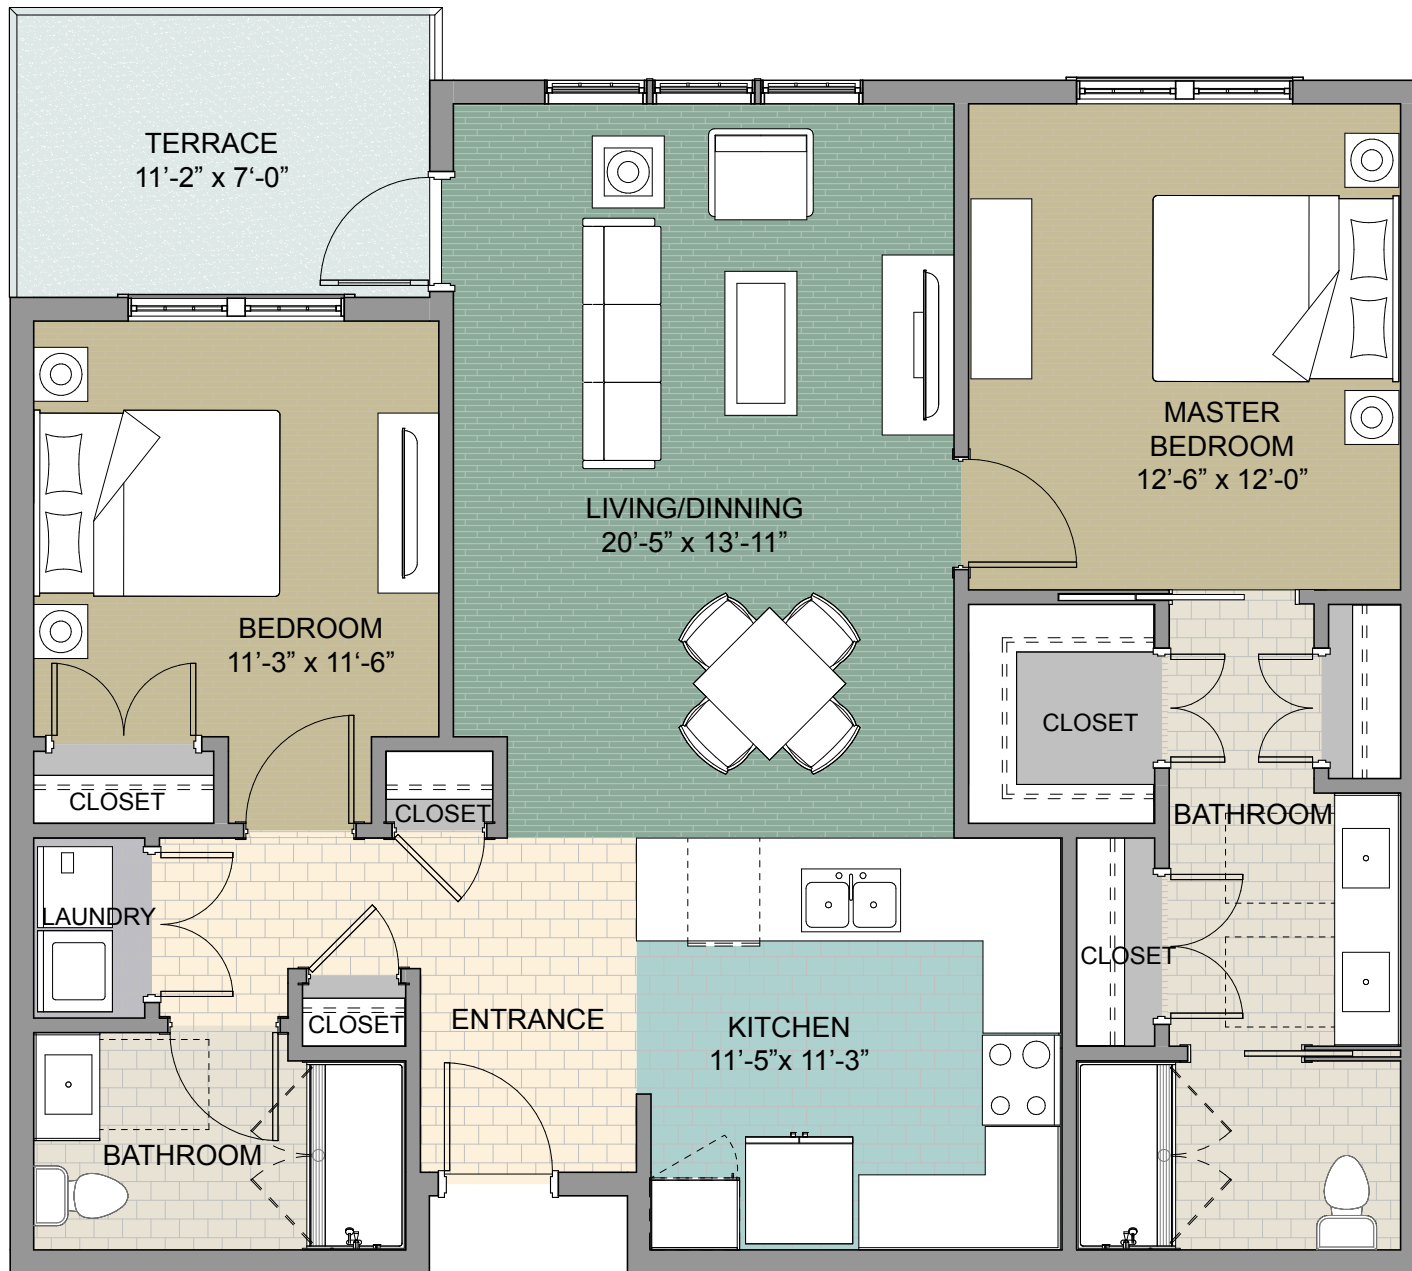 TERRACE
11’-2” x 7‘-0”
MASTER
BEDROOM
12’-6” x 12’-0”
LIVING/DINNING
20’-5” x 13’-11”
BEDROOM
11’-3” x 11‘-6”
CLOSET
CLOSET
CLOSET
CLOSET
BATHROOM
LAUNDRY
CLOSET
CLOSET
ENTRANCE
KITCHEN
11’-5”x 11’-3”
BATHROOM